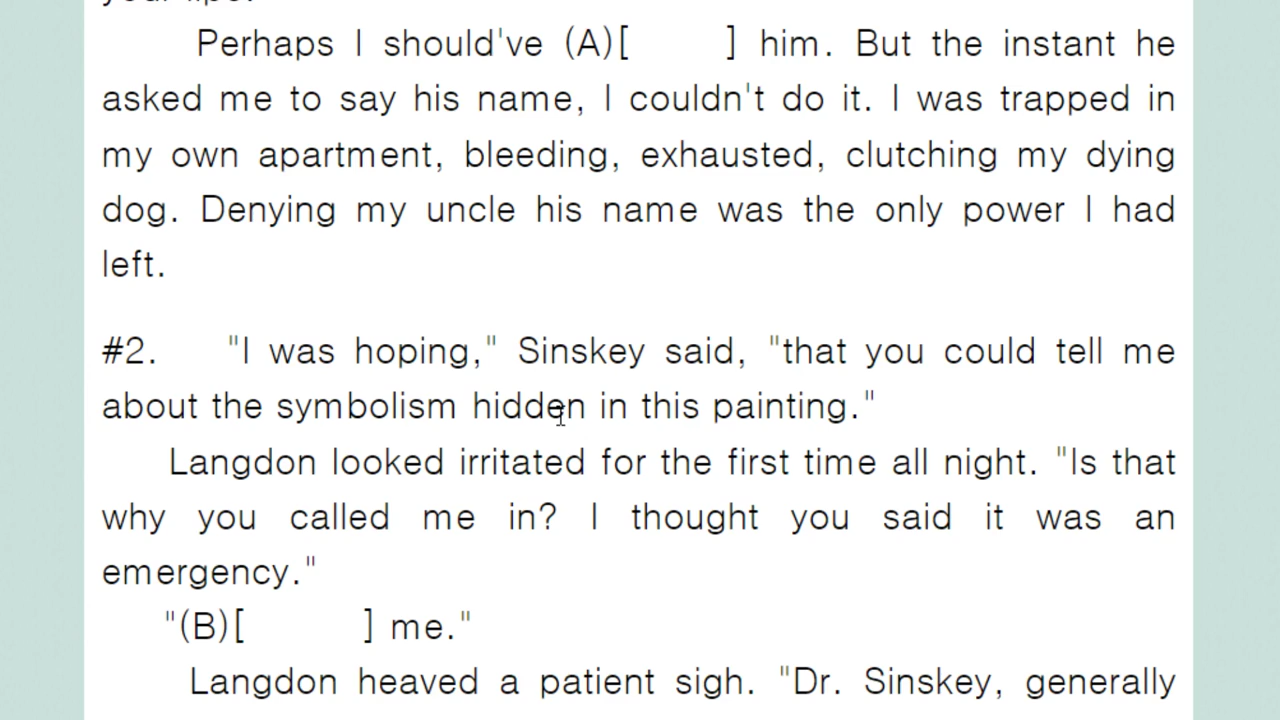 your lips.
Perhaps I should've (A)[ ] him. But the instant he
asked me to say his name, I couldn't do it. I was trapped in
my own apartment, bleeding, exhausted, clutching my dying
dog. Denying my uncle his name was the only power I had
left.
#2. "I was hoping," Sinskey said, "that you could tell me
about the symbolism hidden in this painting."
Langdon looked irritated for the first time all night. "Is that
why you called me in? I thought you said it was an
emergency."
"(B)[ ] me."
Langdon heaved a patient sigh. "Dr. Sinskey, generally